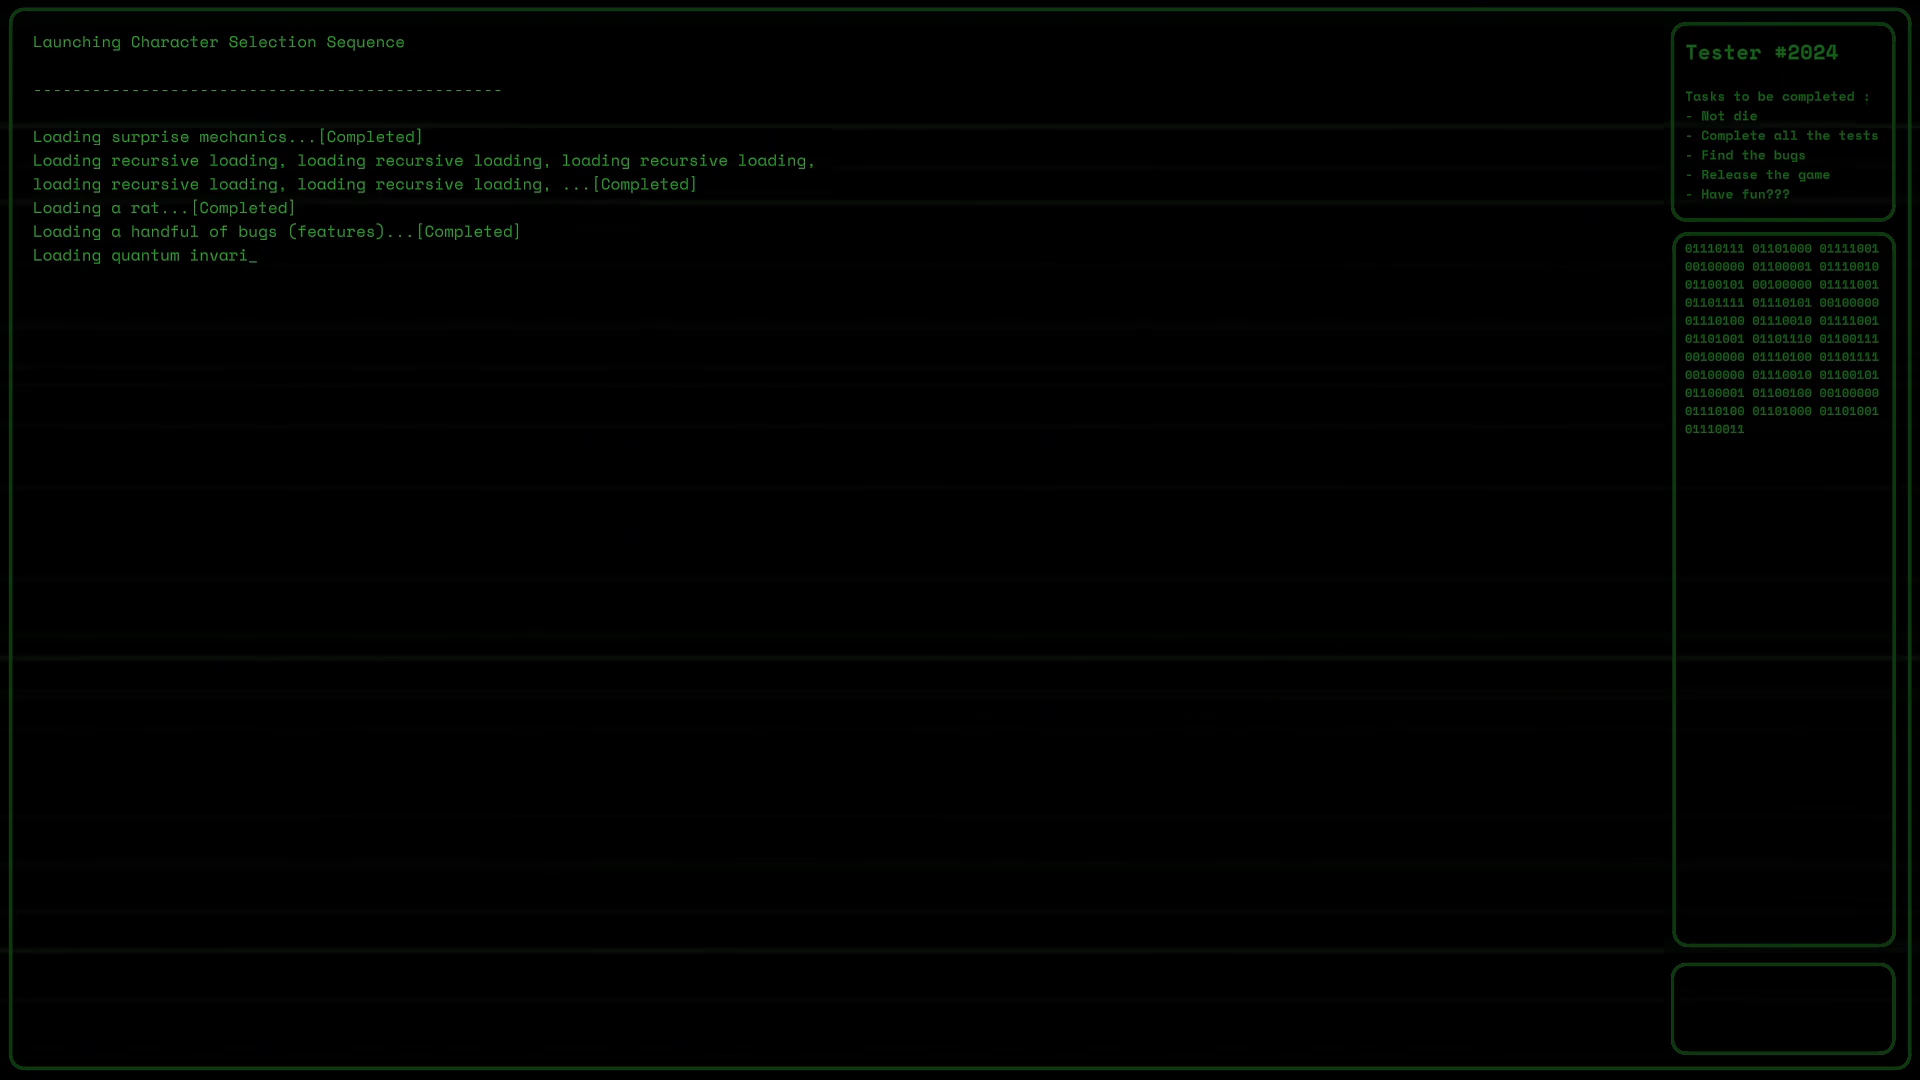 Launching Character Selection Sequence
------------------------------------------------
Loading surprise mechanics...[Completed]
Loading recursive loading, loading recursive loading, loading recursive loading,
loading recursive loading, loading recursive loading, ...[Completed]
Loading a rat...[Completed]
Loading a handful of bugs (features)...[Completed]
Loading quantum invari_
Tester #2024
Tasks to be completed :
- Not die
- Complete all the tests
- Find the bugs
- Release the game
- Have fun???
01110111 01101000 01111001
00100000 01100001 01110010
01100101 00100000 01111001
01101111 01110101 00100000
01110100 01110010 01111001
01101001 01101110 01100111
00100000 01110100 01101111
00100000 01110010 01100101
01100001 01100100 00100000
01110100 01101000 01101001
01110011